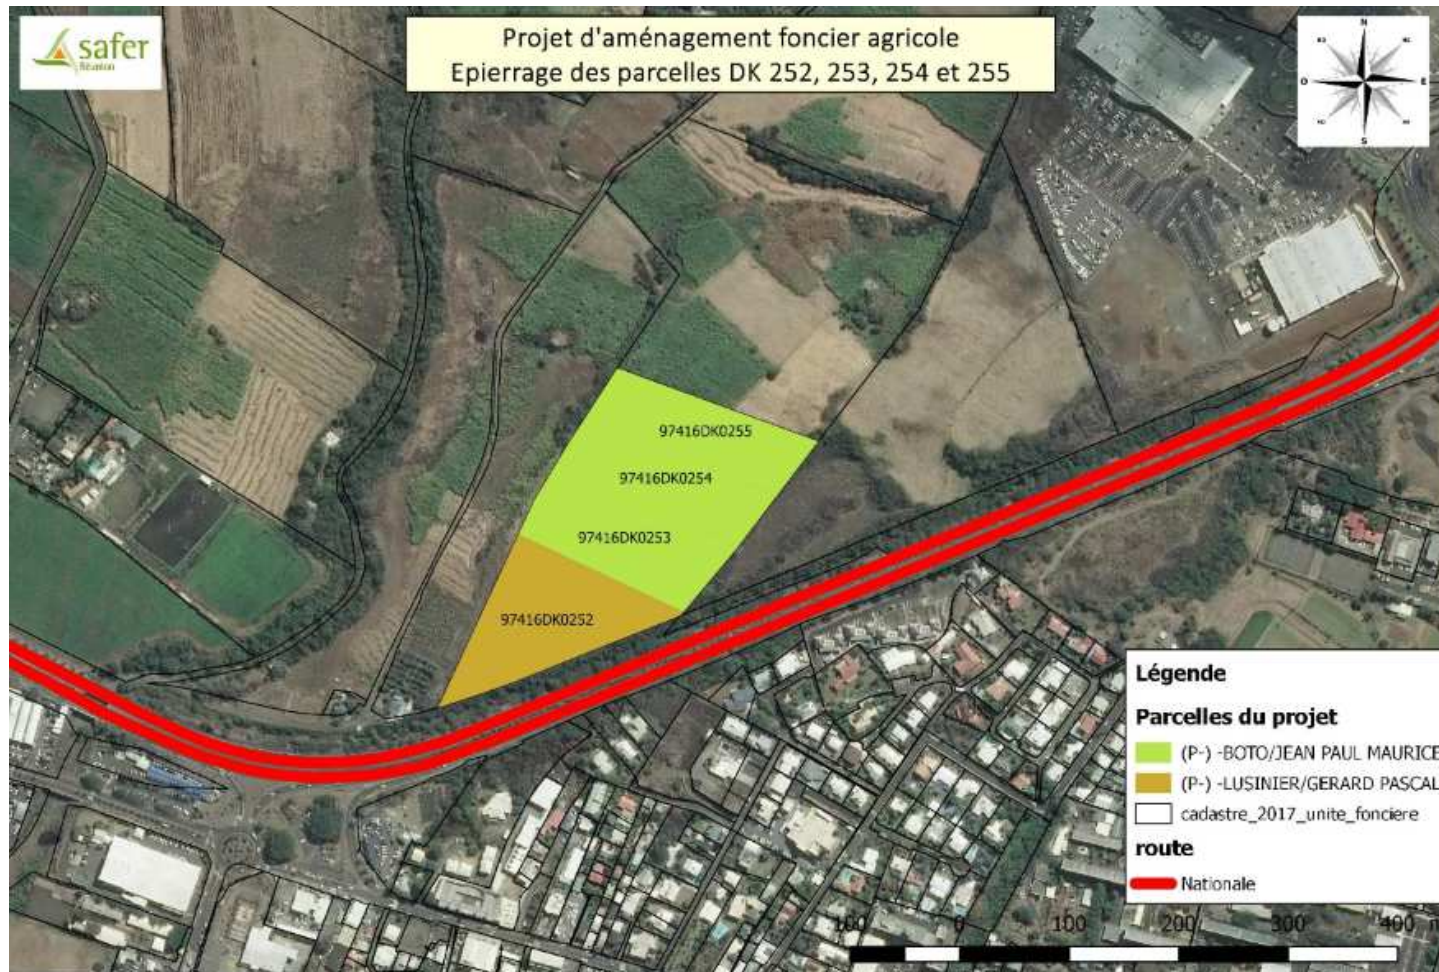 safer
Réunion
Projet d'aménagement foncier agricole
Epierrage des parcelles DK 252, 253, 254 et 255
N
O
E
S
97416DK0255
97416DK0254
97416DK0253
97416DK0252
Légende
Parcelles du projet
(P-) -BOTO/JEAN PAUL MAURICE
(P-) -LUSINIER/GERARD PASCAL
cadastre_2017_unite_fonciere
route
Nationale
100 0 100 200 300 400 m